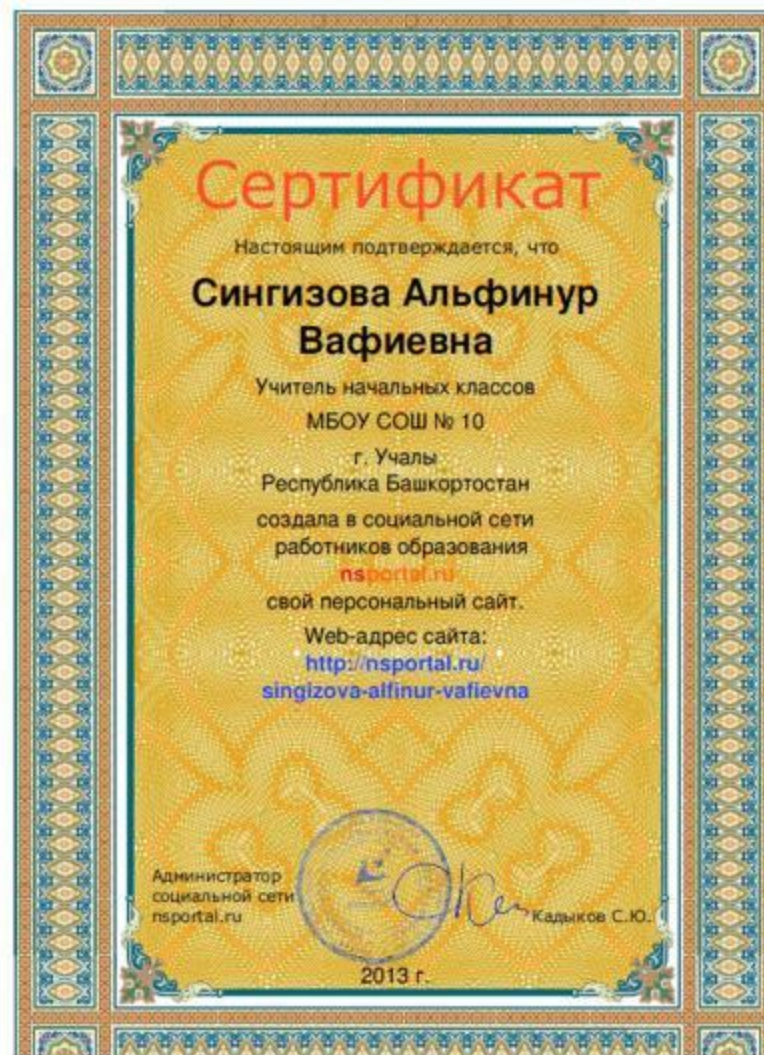 Сертификат
Настоящим подтверждается, что
Сингизова Альфинур
Вафиевна
Учитель начальных классов
МБОУ СОШ № 10
г. Учалы
Республика Башкортостан
создала в социальной сети
работников образования
nsportal.ru
свой персональный сайт.
Web-адрес сайта:
http://nsportal.ru/
singizova-alfinur-vafievna
Администратор
социальной сети
nsportal.ru
Кадыков С.Ю.
2013 г.